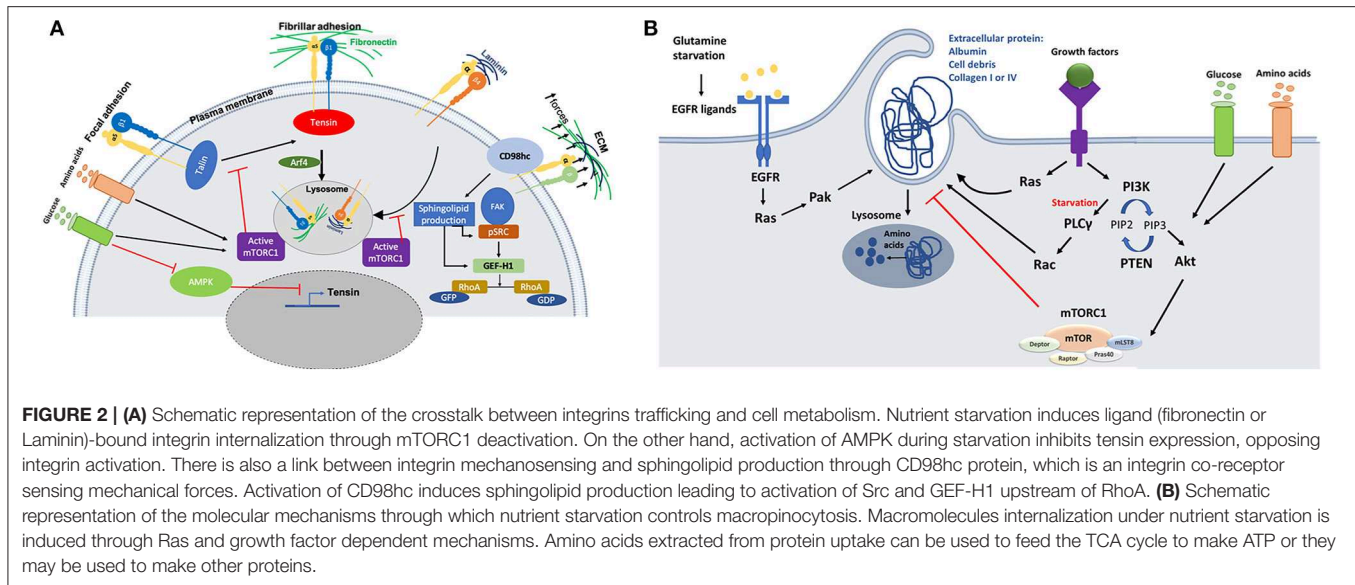 A
Fibrillar adhesion
α5
β1
Fibronectin
Plasma membrane
Focal adhesion
β1
α5
Talin
Tensin
Arf4
Lysosome
α
β4
Laminin
forces
ECM
CD98hc
Amino acids
Glucose
Sphingolipid
production
FAK
pSRC
Active
mTORC1
Active
mTORC1
GEF-H1
AMPK
Tensin
RhoA
RhoA
GFP
GDP
B
Glutamine
starvation
EGFR ligands
EGFR
Ras
Pak
Extracellular protein:
Albumin
Cell debris
Collagen I or IV
Growth factors
Glucose
Amino acids
Lysosome
Amino
acids
Ras
PI3K
Starvation
PLCγ
PIP2
PIP3
PTEN
Rac
Akt
mTORC1
mTOR
Deptor
mLST8
Raptor
Pras40
FIGURE 2 | (A) Schematic representation of the crosstalk between integrins trafficking and cell metabolism. Nutrient starvation induces ligand (fibronectin or
Laminin)-bound integrin internalization through mTORC1 deactivation. On the other hand, activation of AMPK during starvation inhibits tensin expression, opposing
integrin activation. There is also a link between integrin mechanosensing and sphingolipid production through CD98hc protein, which is an integrin co-receptor
sensing mechanical forces. Activation of CD98hc induces sphingolipid production leading to activation of Src and GEF-H1 upstream of RhoA. (B) Schematic
representation of the molecular mechanisms through which nutrient starvation controls macropinocytosis. Macromolecules internalization under nutrient starvation is
induced through Ras and growth factor dependent mechanisms. Amino acids extracted from protein uptake can be used to feed the TCA cycle to make ATP or they
may be used to make other proteins.